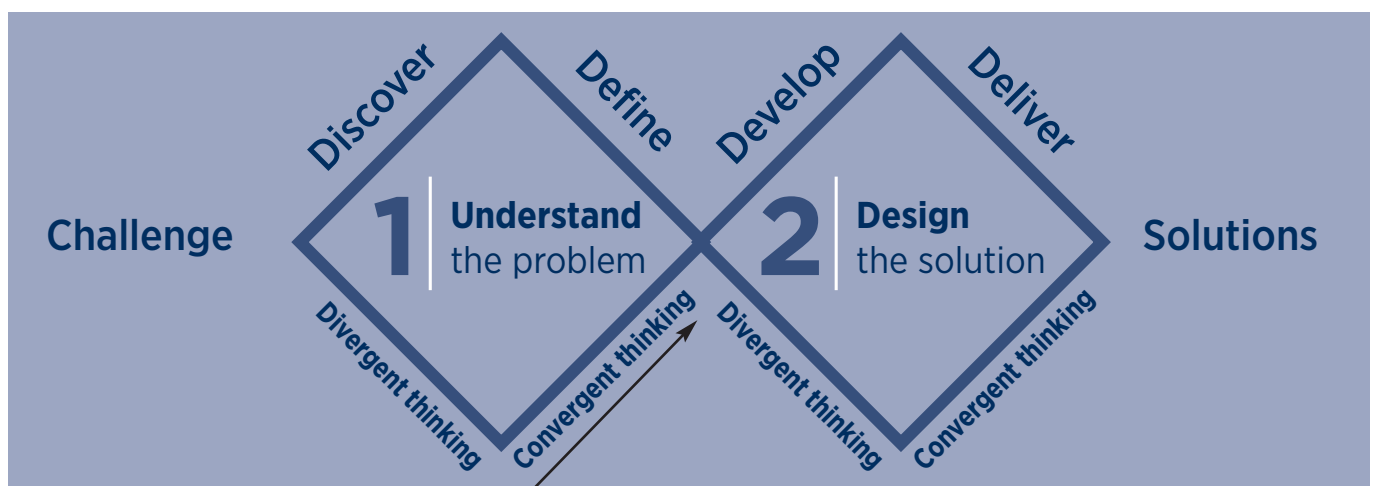 Discover
Define
Develop
Deliver
Challenge
1
Understand
the problem
2
Design
the solution
Solutions
Divergent thinking
Convergent thinking
Divergent thinking
Convergent thinking